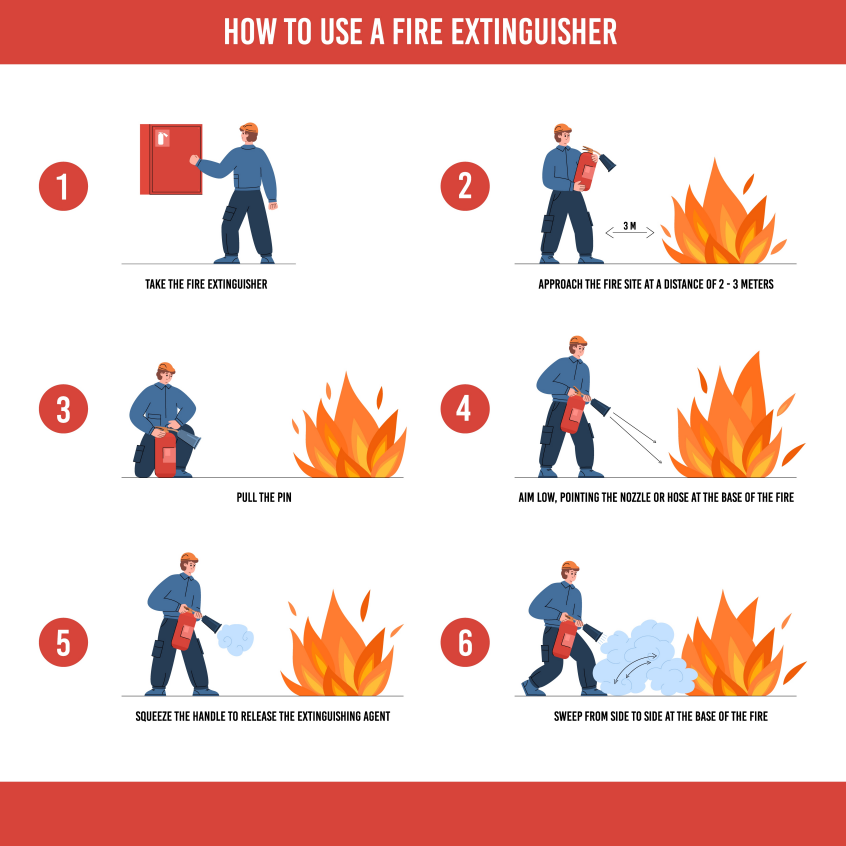 HOW TO USE A FIRE EXTINGUISHER
1
TAKE THE FIRE EXTINGUISHER
2
3 M
APPROACH THE FIRE SITE AT A DISTANCE OF 2 - 3 METERS
3
PULL THE PIN
4
AIM LOW, POINTING THE NOZZLE OR HOSE AT THE BASE OF THE FIRE
5
SQUEEZE THE HANDLE TO RELEASE THE EXTINGUISHING AGENT
6
SWEEP FROM SIDE TO SIDE AT THE BASE OF THE FIRE